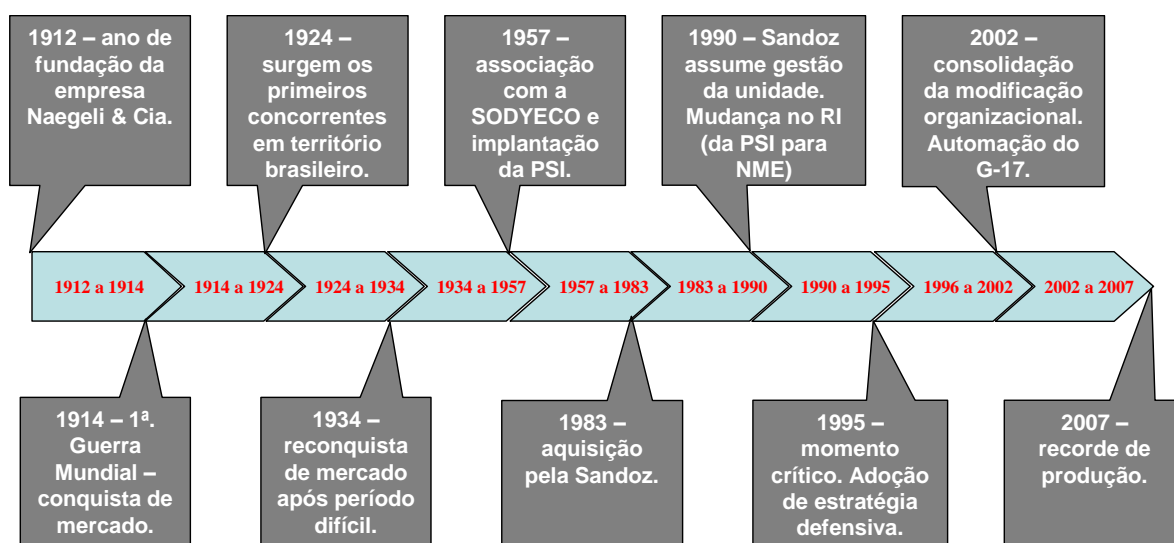 1912 – ano de
fundação da
empresa
Naegeli & Cia.
1924 –
surgem os
primeiros
concorrentes
em território
brasileiro.
1957 –
associação
com a
SODYECO e
implantação
da PSI.
1990 – Sandoz
assume gestão
da unidade.
Mudança no RI
(da PSI para
NME)
2002 –
consolidação
da modificação
organizacional.
Automação do
G-17.
1912 a 1914
1914 a 1924
1924 a 1934
1934 a 1957
1957 a 1983
1983 a 1990
1990 a 1995
1996 a 2002
2002 a 2007
1914 – 1ª.
Guerra
Mundial –
conquista de
mercado.
1934 –
reconquista
de mercado
após período
difícil.
1983 –
aquisição
pela Sandoz.
1995 –
momento
crítico. Adoção
de estratégia
defensiva.
2007 –
recorde de
produção.